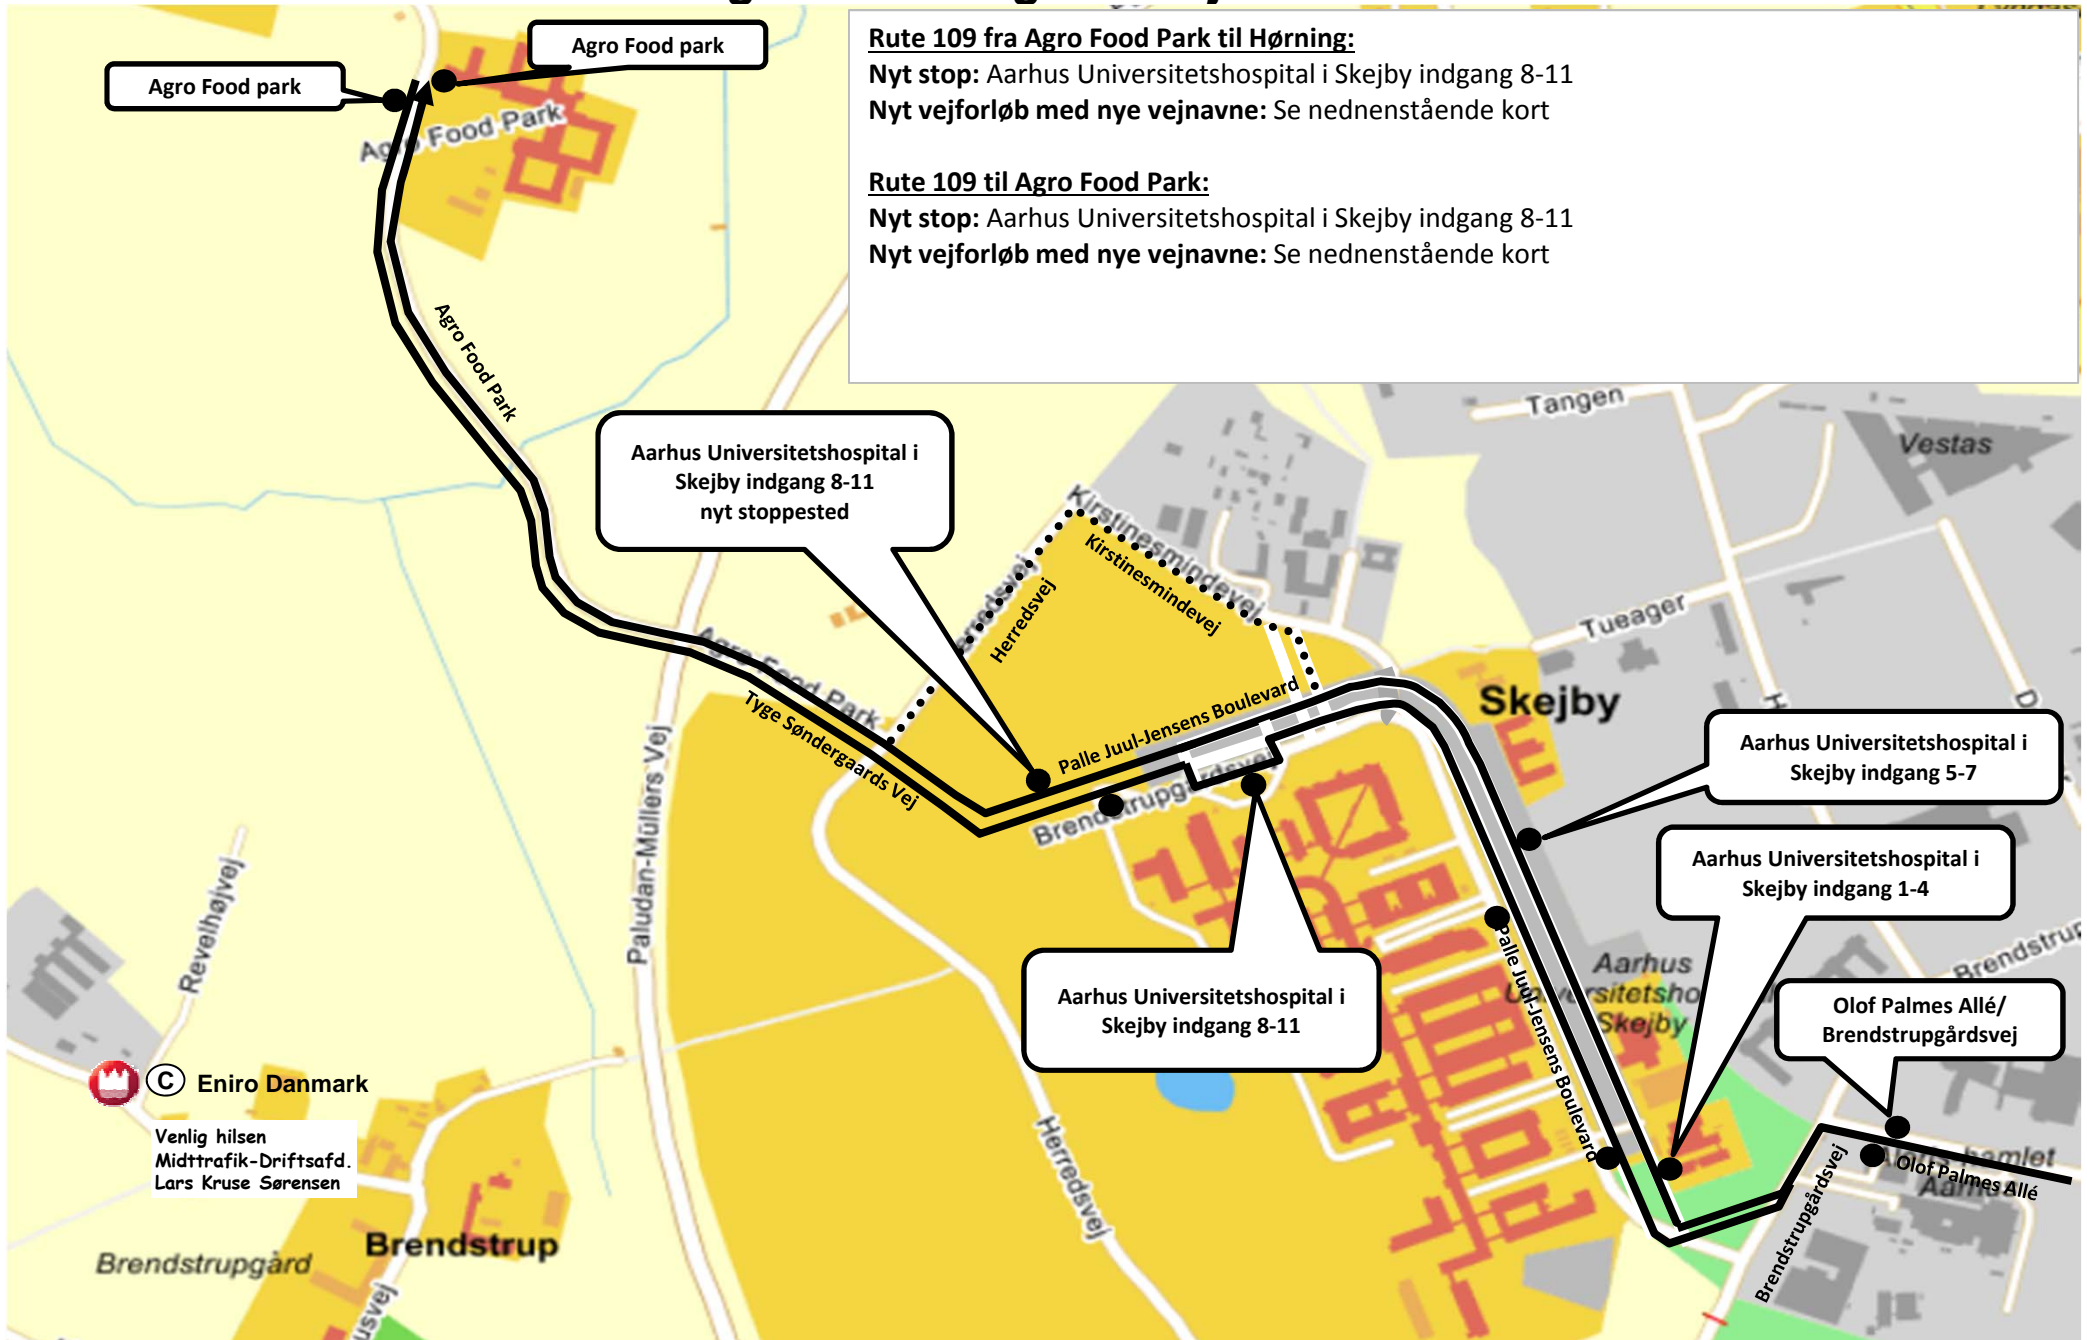 Rute 109 fra Agro Food Park til Hørning:
Nyt stop: Aarhus Universitetshospital i Skejby indgang 8-11
Nyt vejforløb med nye vejnavne: Se nednenstående kort
Rute 109 til Agro Food Park:
Nyt stop: Aarhus Universitetshospital i Skejby indgang 8-11
Nyt vejforløb med nye vejnavne: Se nednenstående kort
Agro Food park
Agro Food park
Agro Food Park
Agro Food Park
Tangen
Vestas
Aarhus Universitetshospital i
Skejby indgang 8-11
nyt stoppested
Kirstinesmindevej
Kirstinesmindevej
Herredsvej
Tueager
Agro Food Park
Tyge Søndergaards Vej
Palle Juul-Jensens Boulevard
Skejby
Aarhus Universitetshospital i
Skejby indgang 5-7
Brendstrupgårdsvej
Paludan-Müllers Vej
Aarhus Universitetshospital i
Skejby indgang 1-4
Revelhøjvej
Palle Juul-Jensens Boulevard
Aarhus
Skejby
Aarhus Universitetshospital i
Skejby indgang 8-11
Olof Palmes Allé/
Brendstrupgårdsvej
C Eniro Danmark
Venlig hilsen
Midttrafik-Driftsafd.
Lars Kruse Sørensen
Herredsvej
Olof Palmes Allé
Aarhus
Brendstrupgårdsvej
Brendstrup
Brendstrupgård